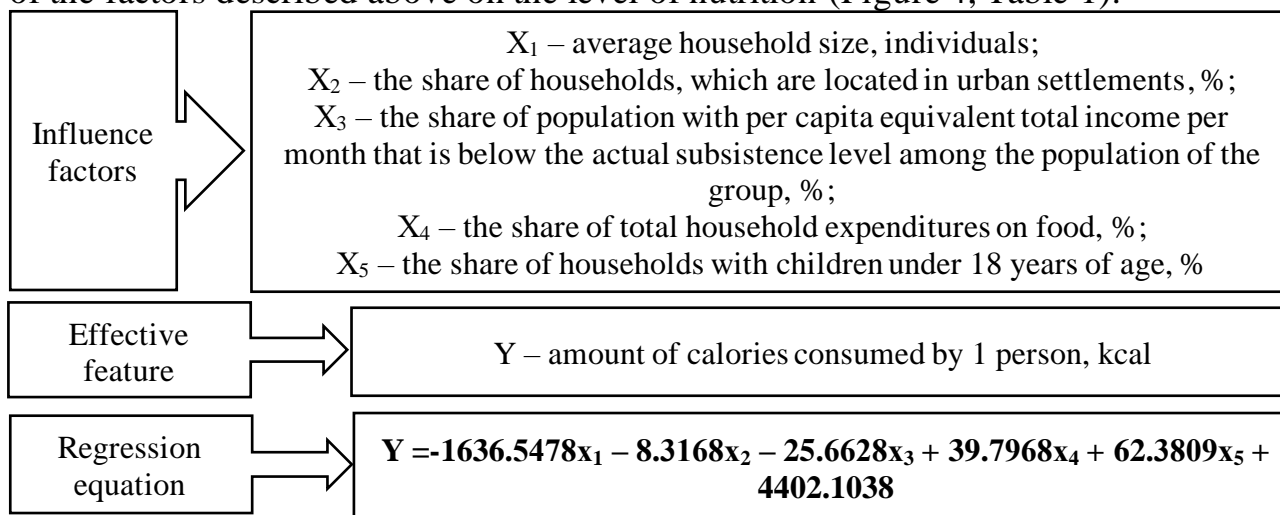 of the factors described above on the level of nutrition (Figure 4, Table 1).
Influence
factors
X₁ – average household size, individuals;
X₂ – the share of households, which are located in urban settlements, %;
X₃ – the share of population with per capita equivalent total income per
month that is below the actual subsistence level among the population of the
group, %;
X₄ – the share of total household expenditures on food, %;
X₅ – the share of households with children under 18 years of age, %
Effective
feature
Y – amount of calories consumed by 1 person, kcal
Regression
equation
Y =-1636.5478x₁ – 8.3168x₂ – 25.6628x₃ + 39.7968x₄ + 62.3809x₅ +
4402.1038